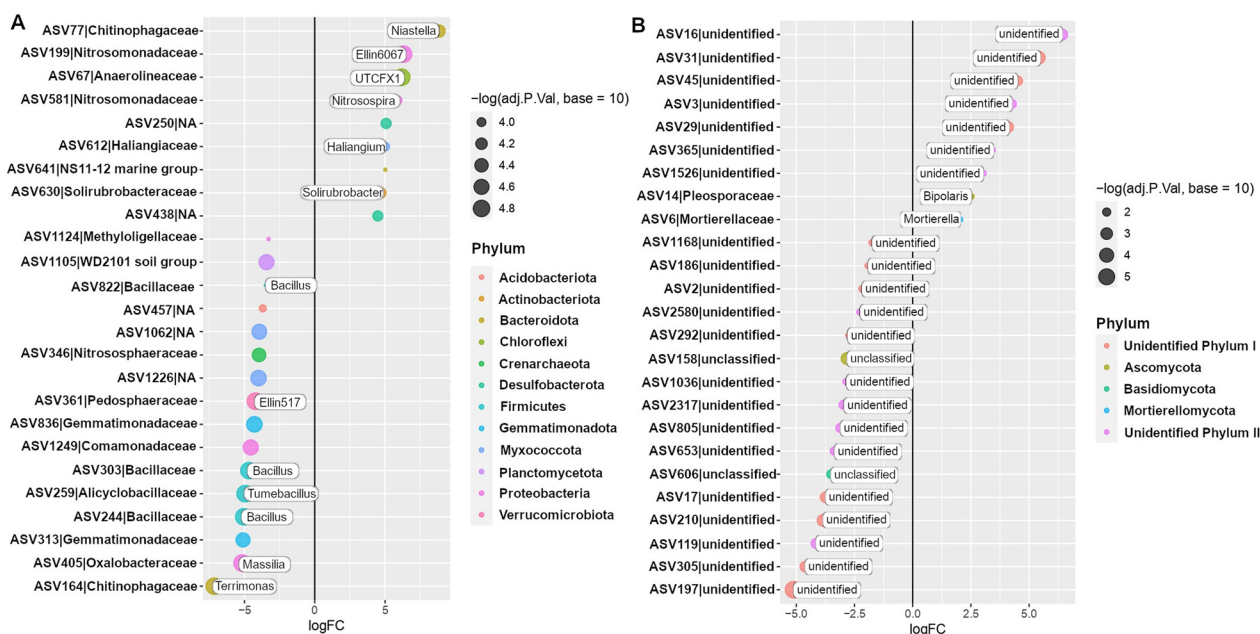 A
ASV77|Chitinophagaceae
Niastella
ASV199|Nitrosomonadaceae
Ellin6067
ASV67|Anaerolineaceae
UTCFX1
ASV581|Nitrosomonadaceae
Nitrosospira
ASV250|NA
ASV612|Haliangiaceae
Haliangium
ASV641|NS11-12 marine group
ASV630|Solirubrobacteraceae
Solirubrobacter
ASV438|NA
ASV1124|Methyloligellaceae
ASV1105|WD2101 soil group
ASV822|Bacillaceae
Bacillus
ASV457|NA
ASV1062|NA
ASV346|Nitrososphaeraceae
ASV1226|NA
ASV361|Pedosphaeraceae
Ellin517
ASV836|Gemmatimonadaceae
ASV1249|Comamonadaceae
ASV303|Bacillaceae
Bacillus
ASV259|Alicyclobacillaceae
Tumebacillus
ASV244|Bacillaceae
Bacillus
ASV313|Gemmatimonadaceae
ASV405|Oxalobacteraceae
Massilia
ASV164|Chitinophagaceae
Terrimonas
−5 0 5
logFC
−log(adj.P.Val, base = 10)
4.0
4.2
4.4
4.6
4.8
Phylum
Acidobacteriota
Actinobacteriota
Bacteroidota
Chloroflexi
Crenarchaeota
Desulfobacterota
Firmicutes
Gemmatimonadota
Myxococcota
Planctomycetota
Proteobacteria
Verrucomicrobiota
B
ASV16|unidentified
unidentified
ASV31|unidentified
unidentified
ASV45|unidentified
unidentified
ASV3|unidentified
unidentified
ASV29|unidentified
unidentified
ASV365|unidentified
unidentified
ASV1526|unidentified
unidentified
ASV14|Pleosporaceae
Bipolaris
ASV6|Mortierellaceae
Mortierella
ASV1168|unidentified
unidentified
ASV186|unidentified
unidentified
ASV2|unidentified
unidentified
ASV2580|unidentified
unidentified
ASV292|unidentified
unidentified
ASV158|unclassified
unclassified
ASV1036|unidentified
unidentified
ASV2317|unidentified
unidentified
ASV805|unidentified
unidentified
ASV653|unidentified
unidentified
ASV606|unclassified
unclassified
ASV17|unidentified
unidentified
ASV210|unidentified
unidentified
ASV119|unidentified
unidentified
ASV305|unidentified
unidentified
ASV197|unidentified
unidentified
−5.0 −2.5 0.0 2.5 5.0
logFC
−log(adj.P.Val, base = 10)
2
3
4
5
Phylum
Unidentified Phylum I
Ascomycota
Basidiomycota
Mortierellomycota
Unidentified Phylum II